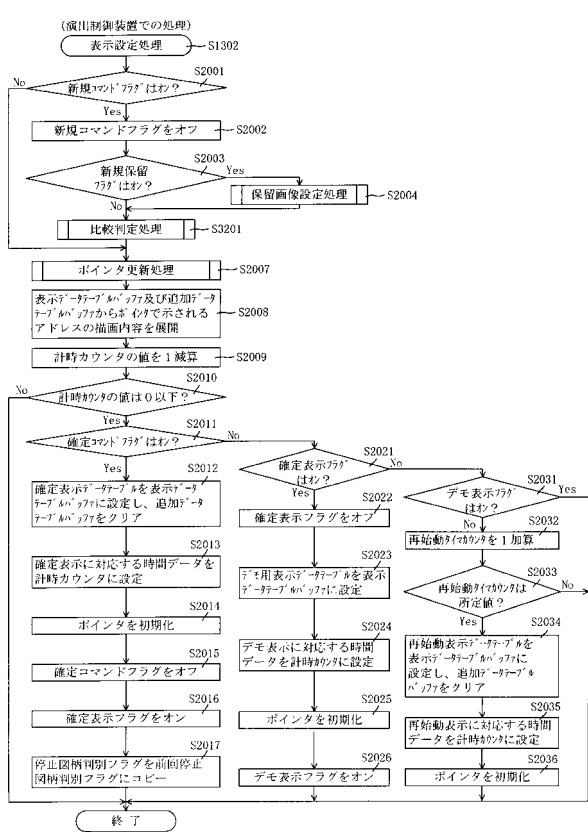 (演出制御装置での処理)
表示設定処理
S1302
S2001
新規コマンドフラグはオン?
No
Yes
新規コマンドフラグをオフ
S2002
S2003
新規保留
フラグはオン?
Yes
No
保留画像設定処理
S2004
比較判定処理
S3201
ポインタ更新処理
S2007
表示データテーブルバッファ及び追加データ
テーブルバッファからポインタで示される
アドレスの描画内容を展開
S2008
計時カウンタの値を1減算
S2009
S2010
計時カウンタの値は0以下?
No
Yes
S2011
確定コマンドフラグはオン?
No
Yes
S2012
確定表示データテーブルを表示データ
テーブルバッファに設定し、追加データ
テーブルバッファをクリア
S2013
確定表示に対応する時間データを
計時カウンタに設定
S2014
ポインタを初期化
S2015
確定コマンドフラグをオフ
S2016
確定表示フラグをオン
S2017
停止図柄判別フラグを前回停止
図柄判別フラグにコピー
S2021
確定表示フラグ
はオン?
No
Yes
S2022
確定表示フラグをオフ
S2023
デモ用表示データテーブルを表示
データテーブルバッファに設定
S2024
デモ表示に対応する時間
データを計時カウンタに設定
S2025
ポインタを初期化
S2026
デモ表示フラグをオン
S2031
デモ表示フラグ
はオン?
Yes
No
S2032
再始動タイマカウンタを1加算
S2033
再始動タイマカウンタは
所定値?
No
Yes
S2034
再始動表示データテーブルを
表示データテーブルバッファに
設定し、追加データテーブル
バッファをクリア
S2035
再始動表示に対応する時間
データを計時カウンタに設定
S2036
ポインタを初期化
終了